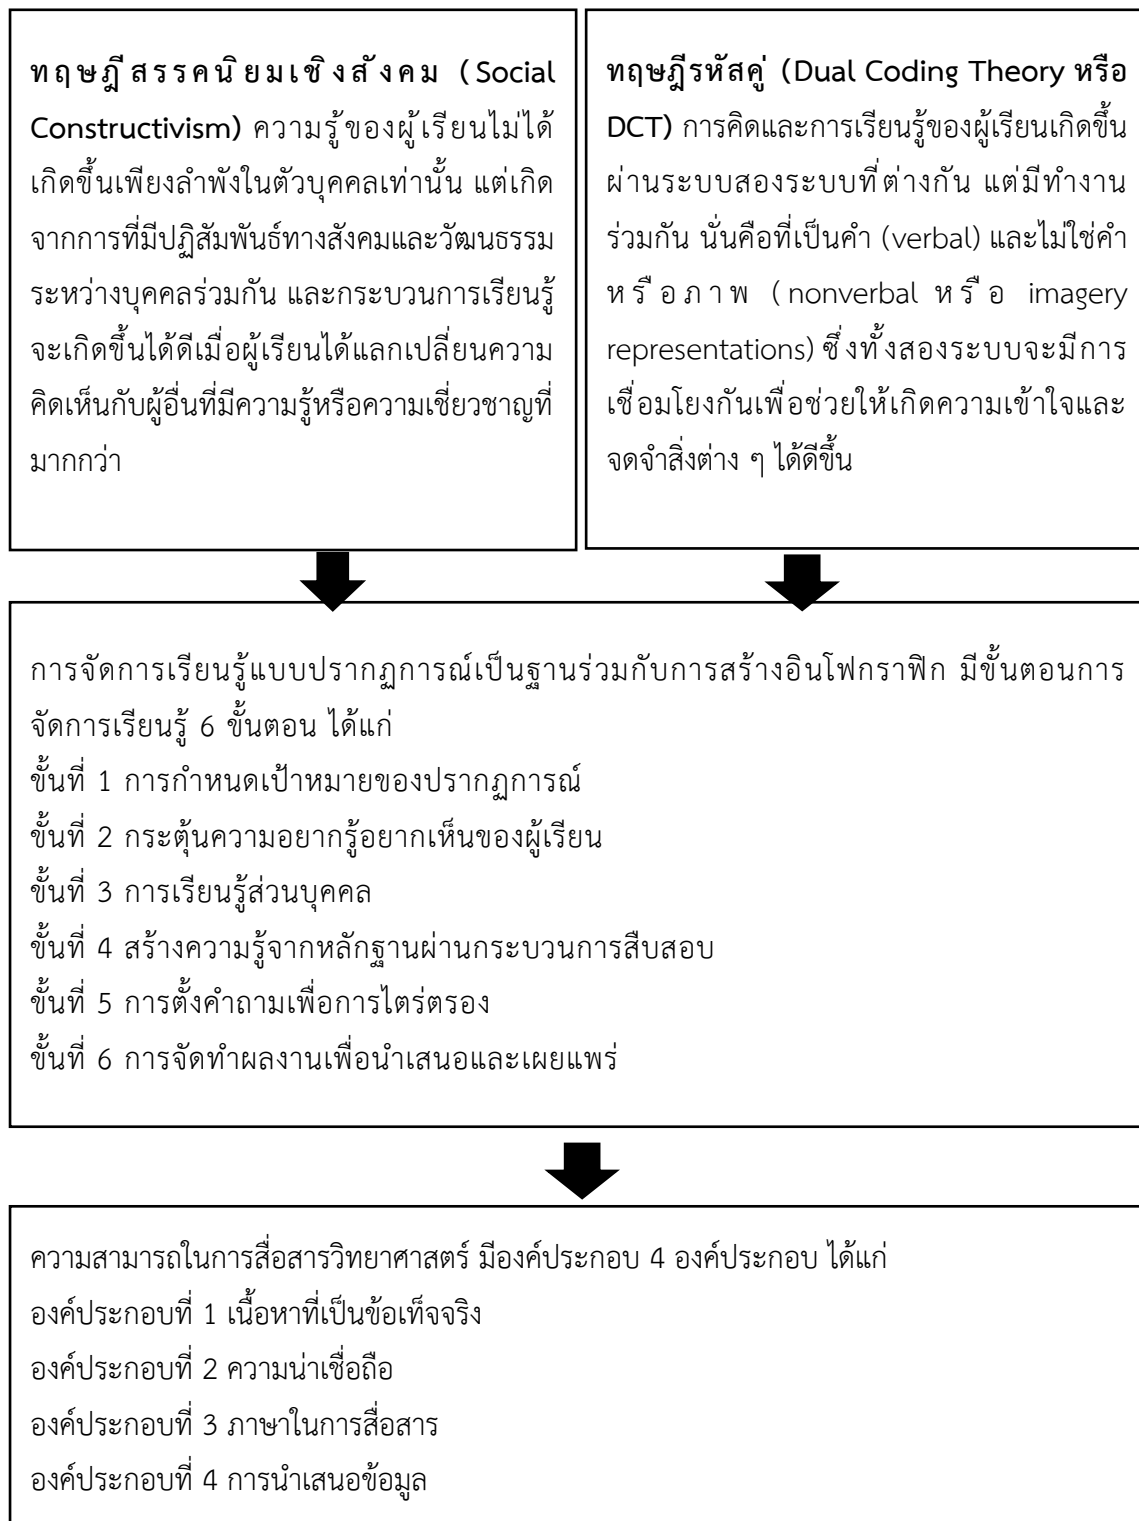 ทฤษฎีสรรคนิยมเชิงสังคม (Social
Constructivism) ความรู้ของผู้เรียนไม่ได้
เกิดขึ้นเพียงลำพังในตัวบุคคลเท่านั้น แต่เกิด
จากการที่มีปฏิสัมพันธ์ทางสังคมและวัฒนธรรม
ระหว่างบุคคลร่วมกัน และกระบวนการเรียนรู้
จะเกิดขึ้นได้ดีเมื่อผู้เรียนได้แลกเปลี่ยนความ
คิดเห็นกับผู้อื่นที่มีความรู้หรือความเชี่ยวชาญที่
มากกว่า
ทฤษฎีรหัสคู่ (Dual Coding Theory หรือ
DCT) การคิดและการเรียนรู้ของผู้เรียนเกิดขึ้น
ผ่านระบบสองระบบที่ต่างกัน แต่มีทำงาน
ร่วมกัน นั่นคือที่เป็นคำ (verbal) และไม่ใช่คำ
หรือภาพ (nonverbal หรือ imagery
representations) ซึ่งทั้งสองระบบจะมีการ
เชื่อมโยงกันเพื่อช่วยให้เกิดความเข้าใจและ
จดจำสิ่งต่าง ๆ ได้ดีขึ้น
การจัดการเรียนรู้แบบปรากฏการณ์เป็นฐานร่วมกับการสร้างอินโฟกราฟิก มีขั้นตอนการ
จัดการเรียนรู้ 6 ขั้นตอน ได้แก่
ขั้นที่ 1 การกำหนดเป้าหมายของปรากฏการณ์
ขั้นที่ 2 กระตุ้นความอยากรู้อยากเห็นของผู้เรียน
ขั้นที่ 3 การเรียนรู้ส่วนบุคคล
ขั้นที่ 4 สร้างความรู้จากหลักฐานผ่านกระบวนการสืบสอบ
ขั้นที่ 5 การตั้งคำถามเพื่อการไตร่ตรอง
ขั้นที่ 6 การจัดทำผลงานเพื่อนำเสนอและเผยแพร่
ความสามารถในการสื่อสารวิทยาศาสตร์ มีองค์ประกอบ 4 องค์ประกอบ ได้แก่
องค์ประกอบที่ 1 เนื้อหาที่เป็นข้อเท็จจริง
องค์ประกอบที่ 2 ความน่าเชื่อถือ
องค์ประกอบที่ 3 ภาษาในการสื่อสาร
องค์ประกอบที่ 4 การนำเสนอข้อมูล